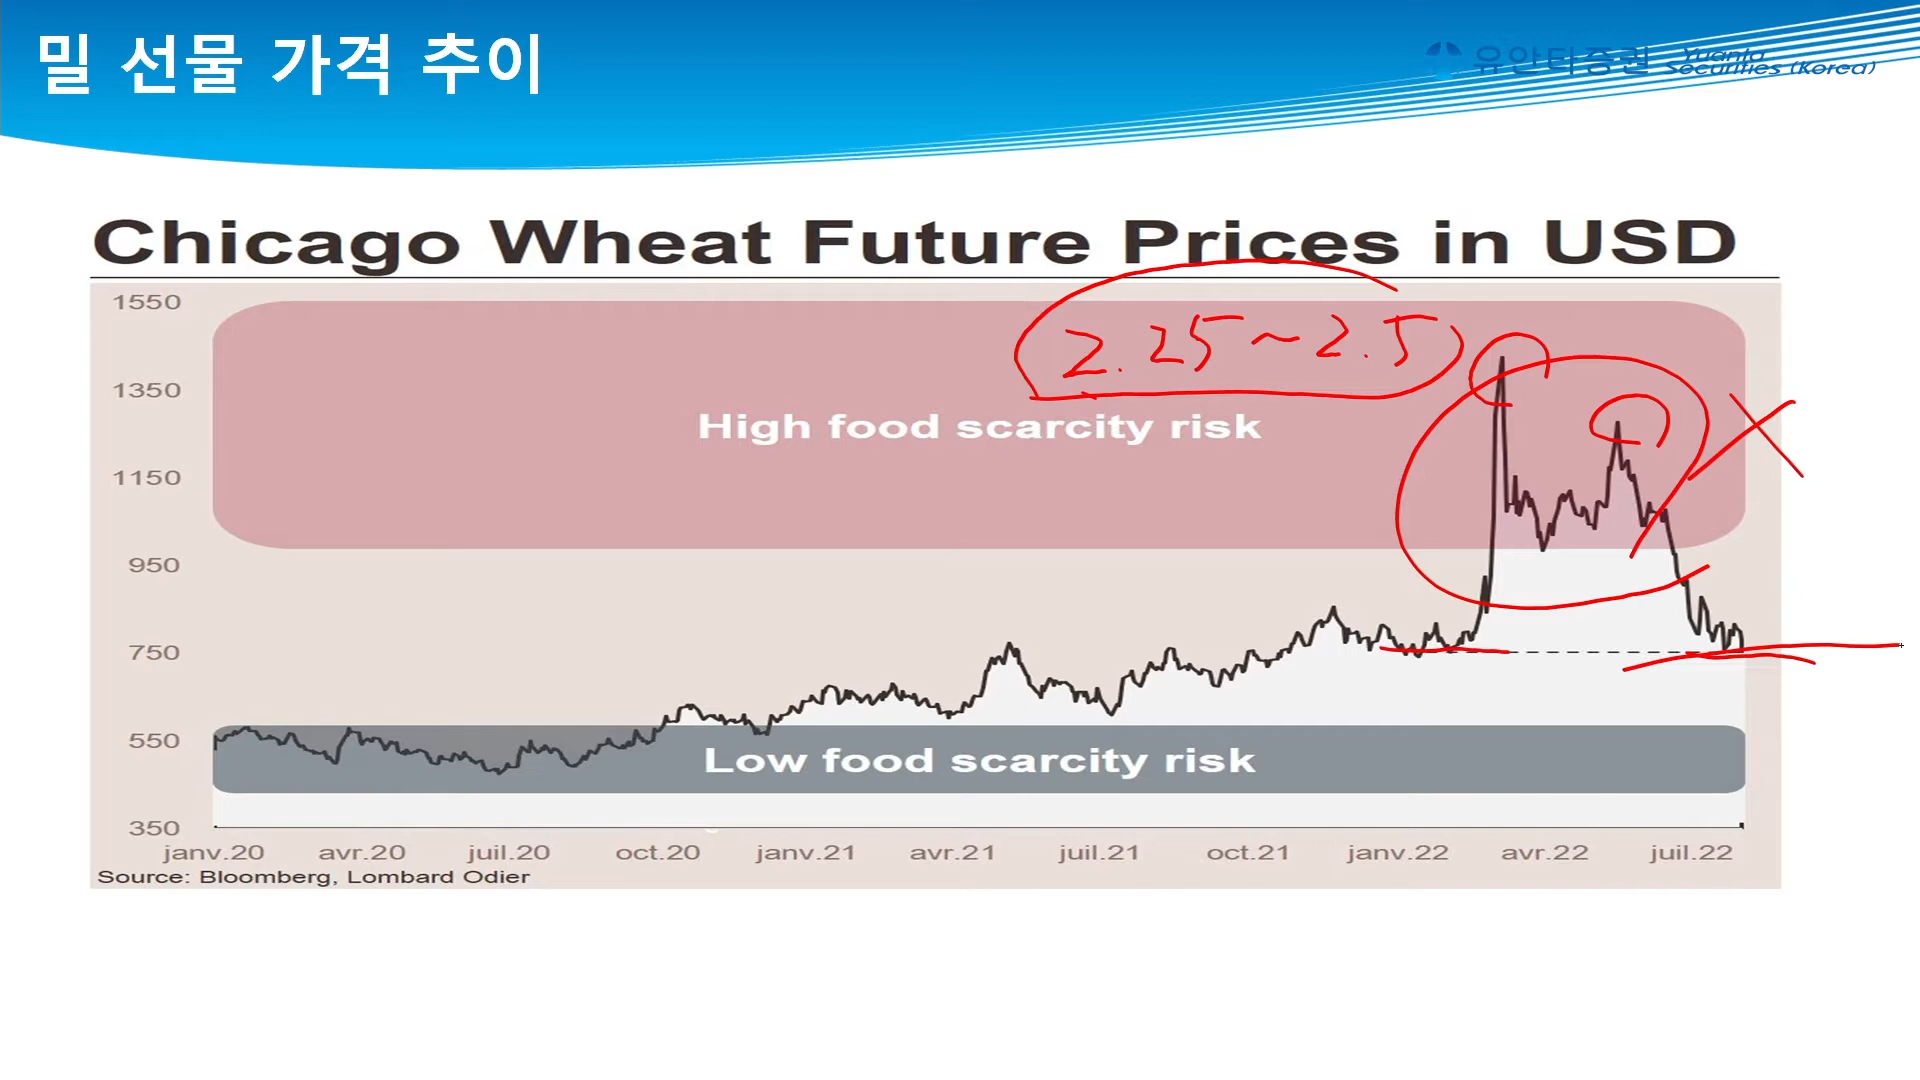 밀 선물 가격 추이
유안타증권 Yuanta Securities (Korea)
Chicago Wheat Future Prices in USD
1550
2.25~2.5
1350
High food scarcity risk
1150
950
750
550
Low food scarcity risk
350
janv.20 avr.20 juil.20 oct.20 janv.21 avr.21 juil.21 oct.21 janv.22 avr.22 juil.22
Source: Bloomberg, Lombard Odier